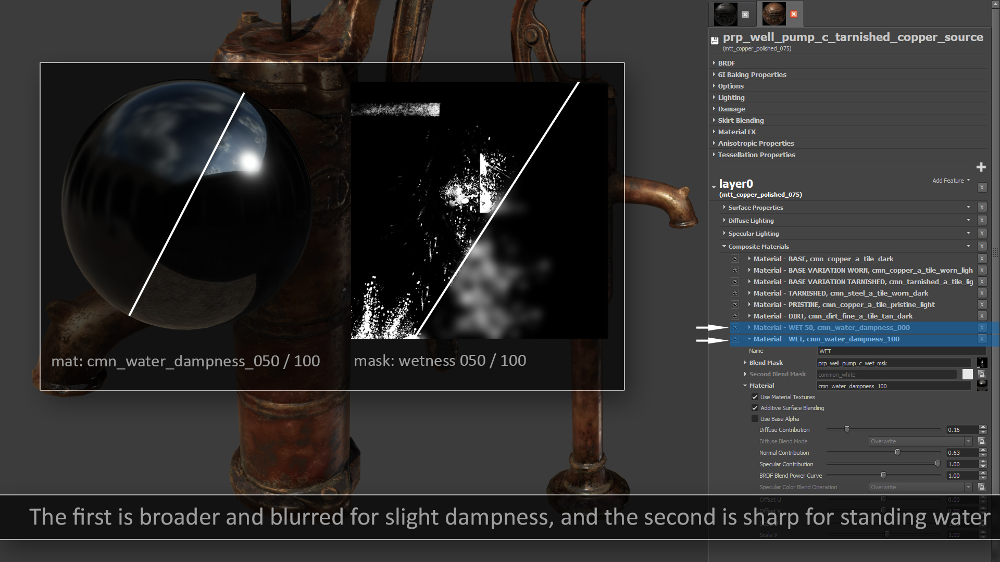 prp_well_pump_c_tarnished_copper_source
(mtt_copper_polished_075)
BRDF
GI Baking Properties
Options
Lighting
Damage
Skirt Blending
Material FX
Anisotropic Properties
Tessellation Properties
layer0
Add Feature
X
(mtt_copper_polished_075)
Surface Properties X
Diffuse Lighting X
Specular Lighting X
Composite Materials X
Material - BASE, cmn_copper_a_tile_dark X
Material - BASE VARIATION WORN, cmn_copper_a_tile_worn_ligh X
Material - BASE VARIATION TARNISHED, cmn_tarnished_a_tile_lig X
Material - TARNISHED, cmn_steel_a_tile_worn_dark X
Material - PRISTINE, cmn_copper_a_tile_pristine_light X
Material - DIRT, cmn_dirt_fine_a_tile_tan_dark X
Material - WET 50, cmn_water_dampness_000 X
Material - WET, cmn_water_dampness_100 X
Name WET
Blend Mask prp_well_pump_c_wet_msk
Second Blend Mask common_white
Material cmn_water_dampness_100
Use Material Textures
Additive Surface Blending
Use Base Alpha
Diffuse Contribution 0.16
Diffuse Blend Mode Overwrite
Normal Contribution 0.63
Specular Contribution 1.00
BRDF Blend Power Curve 1.00
Specular Color Blend Operation Overwrite
Offset U 0.00
Offset V 0.00
Scale V 1.00
mat: cmn_water_dampness_050 / 100
mask: wetness 050 / 100
The first is broader and blurred for slight dampness, and the second is sharp for standing water